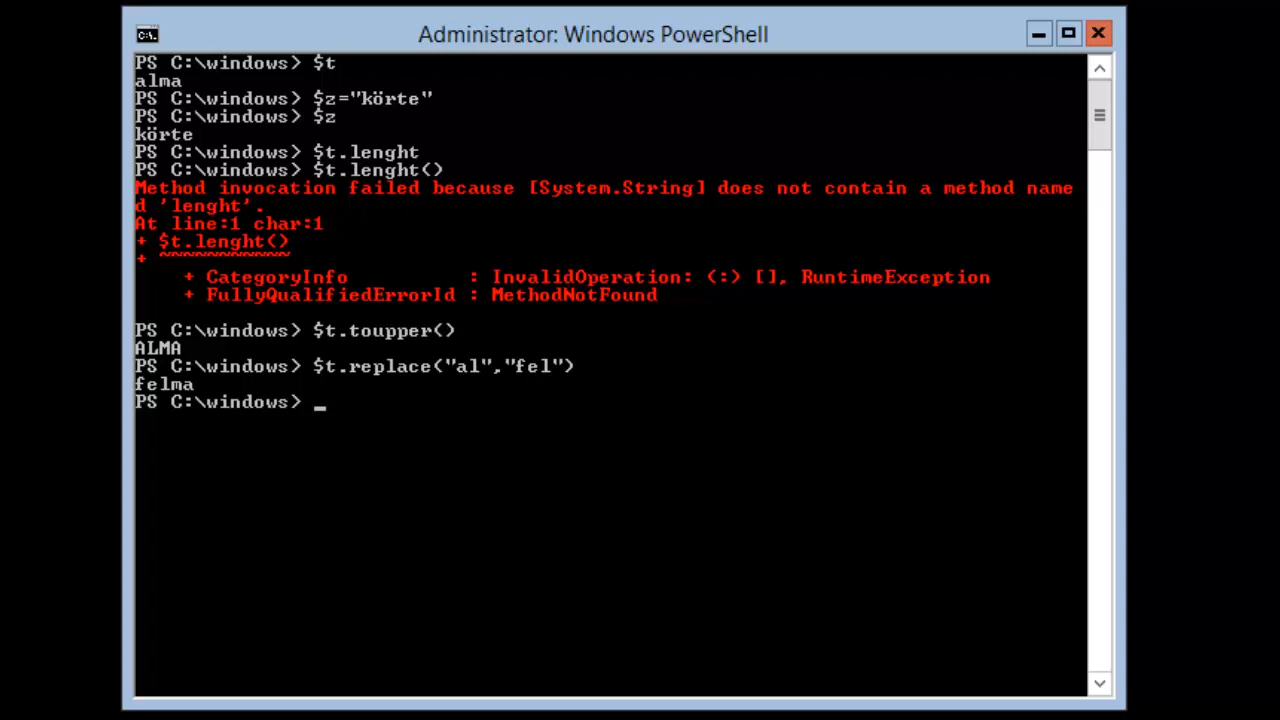 Administrator: Windows PowerShell
PS C:\windows> $t
alma
PS C:\windows> $z="körte"
PS C:\windows> $z
körte
PS C:\windows> $t.lenght
PS C:\windows> $t.lenght()
Method invocation failed because [System.String] does not contain a method name
d 'lenght'.
At line:1 char:1
+ $t.lenght()
+ ~~~~~~~~~~~
    + CategoryInfo          : InvalidOperation: (:) [], RuntimeException
    + FullyQualifiedErrorId : MethodNotFound
PS C:\windows> $t.toupper()
ALMA
PS C:\windows> $t.replace("al","fel")
felma
PS C:\windows> _